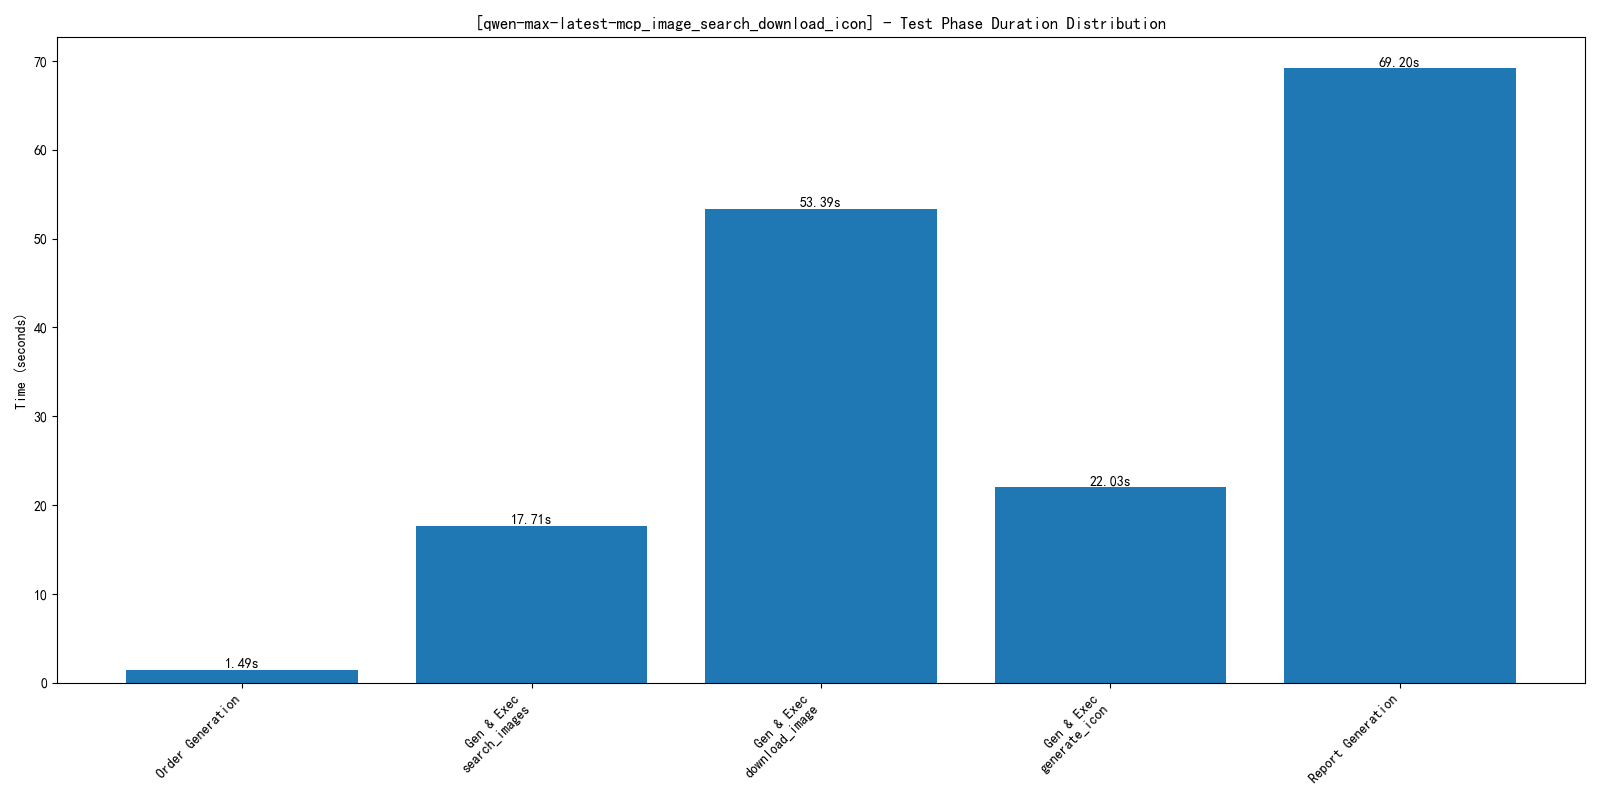 [qwen-max-latest-mcp_image_search_download_icon] - Test Phase Duration Distribution
Time (seconds)
70
60
50
40
30
20
10
0
1.49s
17.71s
53.39s
22.03s
69.20s
Order Generation
Gen & Exec
search_images
Gen & Exec
download_image
Gen & Exec
generate_icon
Report Generation